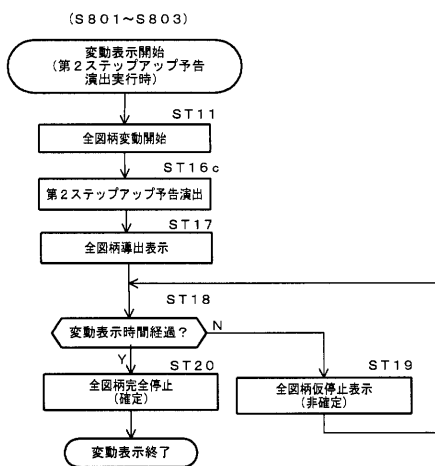 (S801~S803)
変動表示開始
(第2ステップアップ予告
演出実行時)
ST11
全図柄変動開始
ST16c
第2ステップアップ予告演出
ST17
全図柄導出表示
ST18
変動表示時間経過?
N
Y
ST20
全図柄完全停止
(確定)
ST19
全図柄仮停止表示
(非確定)
変動表示終了